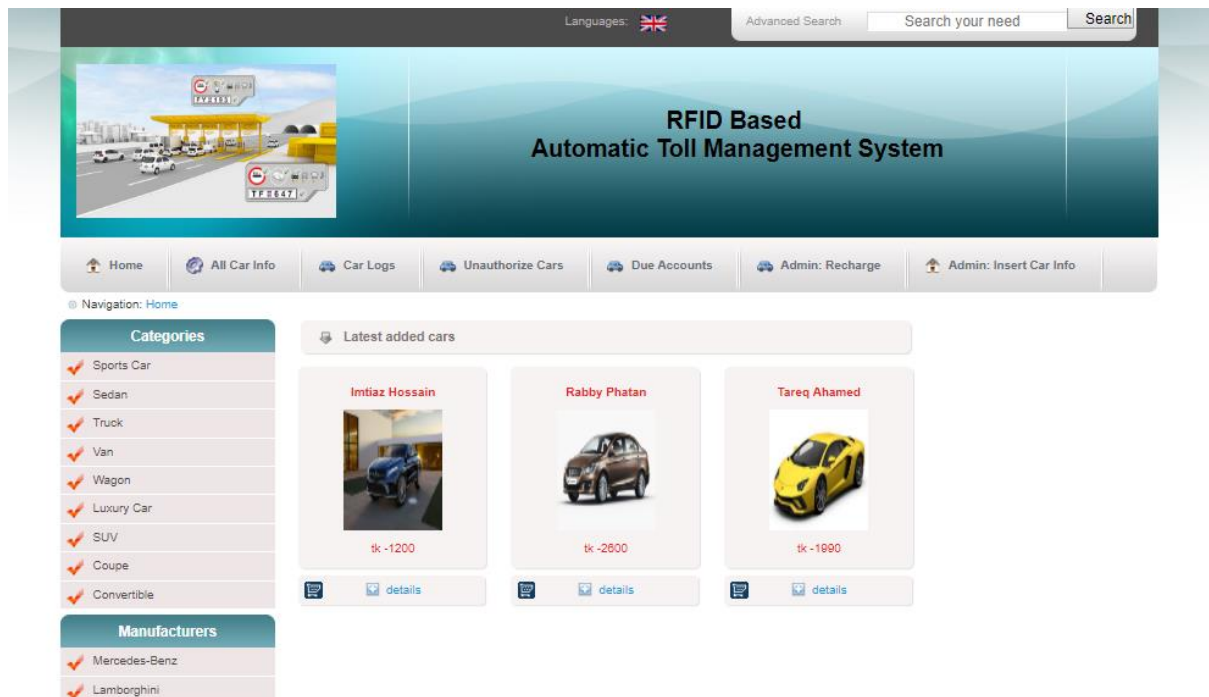 Languages:
Advanced Search
Search your need
Search
RFID Based
Automatic Toll Management System
TFE647
Home
All Car Info
Car Logs
Unauthorize Cars
Due Accounts
Admin: Recharge
Admin: Insert Car Info
Navigation: Home
Categories
Sports Car
Sedan
Truck
Van
Wagon
Luxury Car
SUV
Coupe
Convertible
Manufacturers
Mercedes-Benz
Lamborghini
Latest added cars
Imtiaz Hossain
tk -1200
details
Rabby Phatan
tk -2600
details
Tareq Ahamed
tk -1990
details